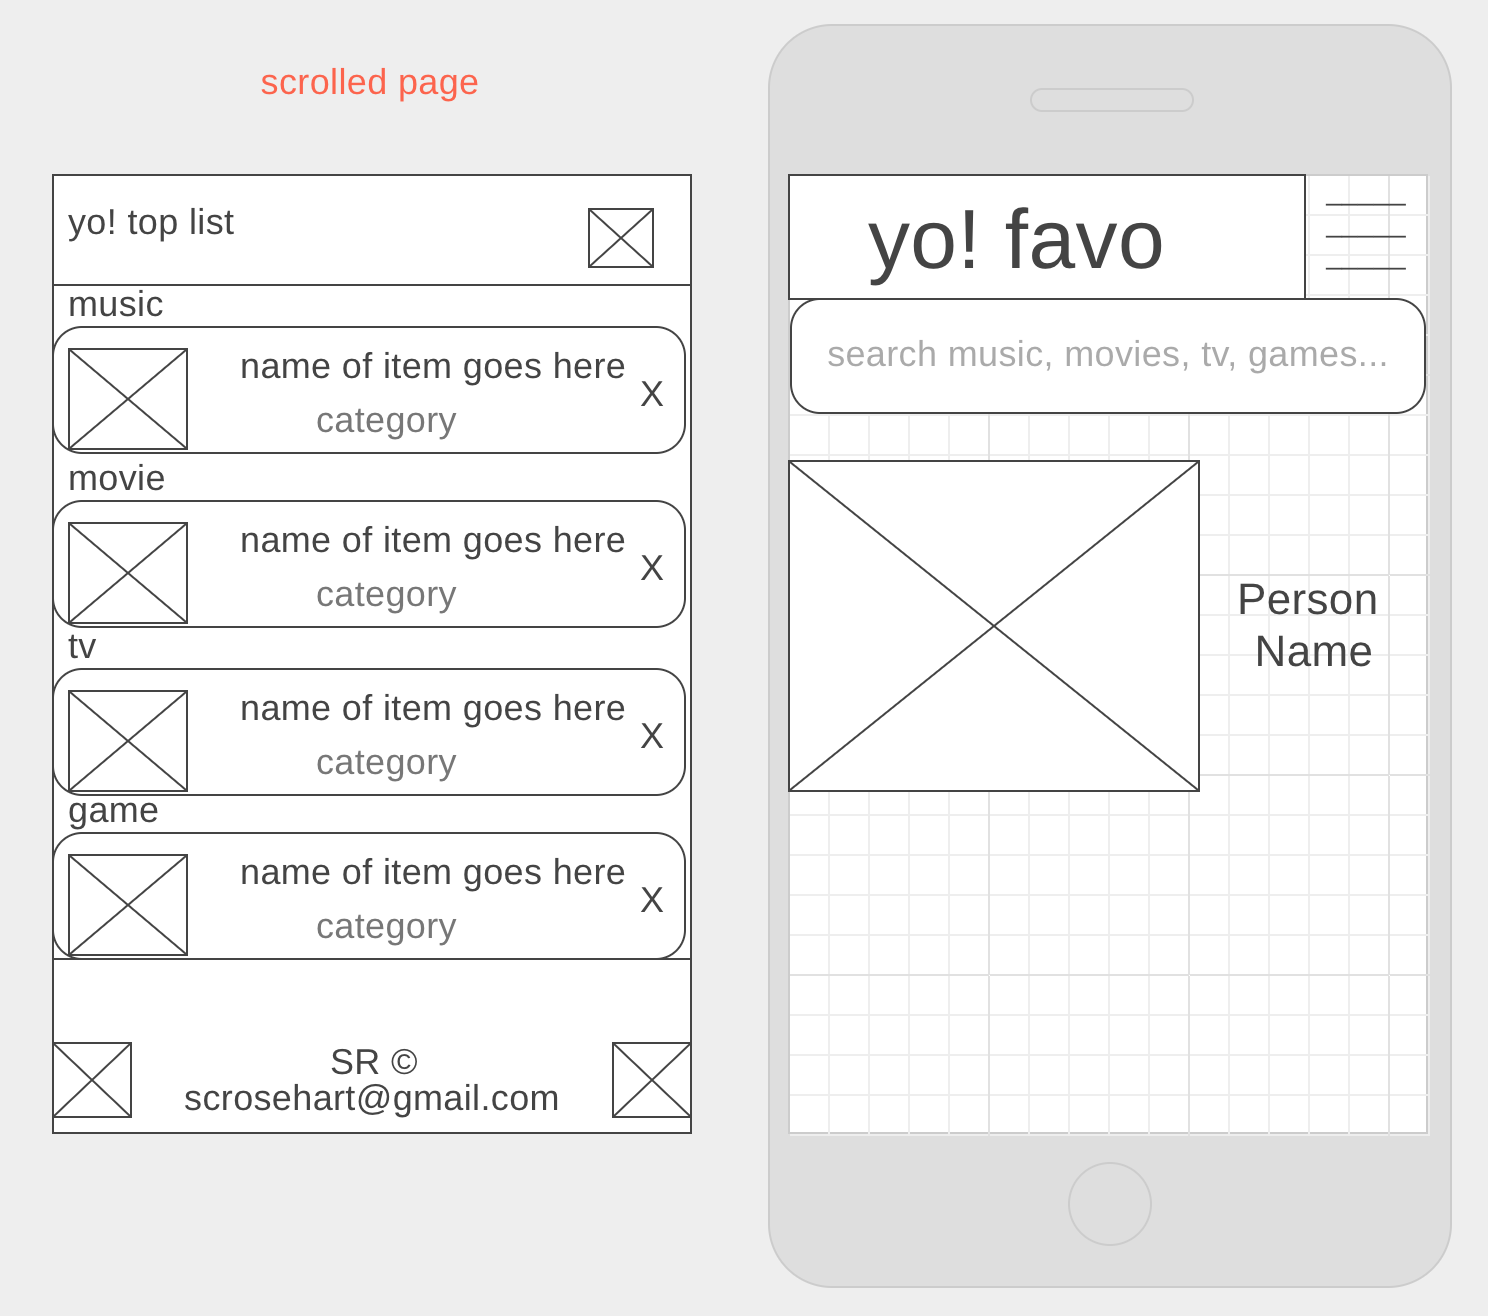 scrolled page
yo! top list
music
name of item goes here
category
X
movie
name of item goes here
category
X
tv
name of item goes here
category
X
game
name of item goes here
category
X
SR ©
scrosehart@gmail.com
yo! favo
search music, movies, tv, games...
Person
Name